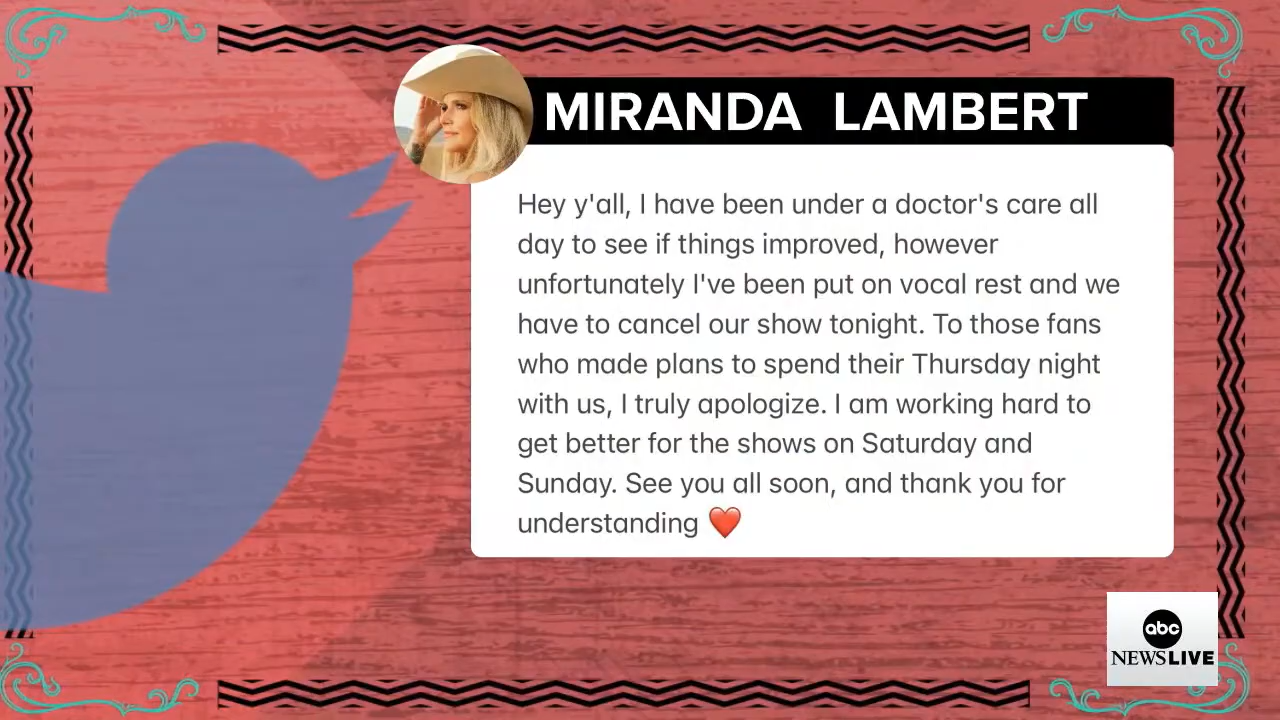 MIRANDA LAMBERT
Hey y'all, I have been under a doctor's care all
day to see if things improved, however
unfortunately I've been put on vocal rest and we
have to cancel our show tonight. To those fans
who made plans to spend their Thursday night
with us, I truly apologize. I am working hard to
get better for the shows on Saturday and
Sunday. See you all soon, and thank you for
understanding ❤️
abc
NEWSLIVE